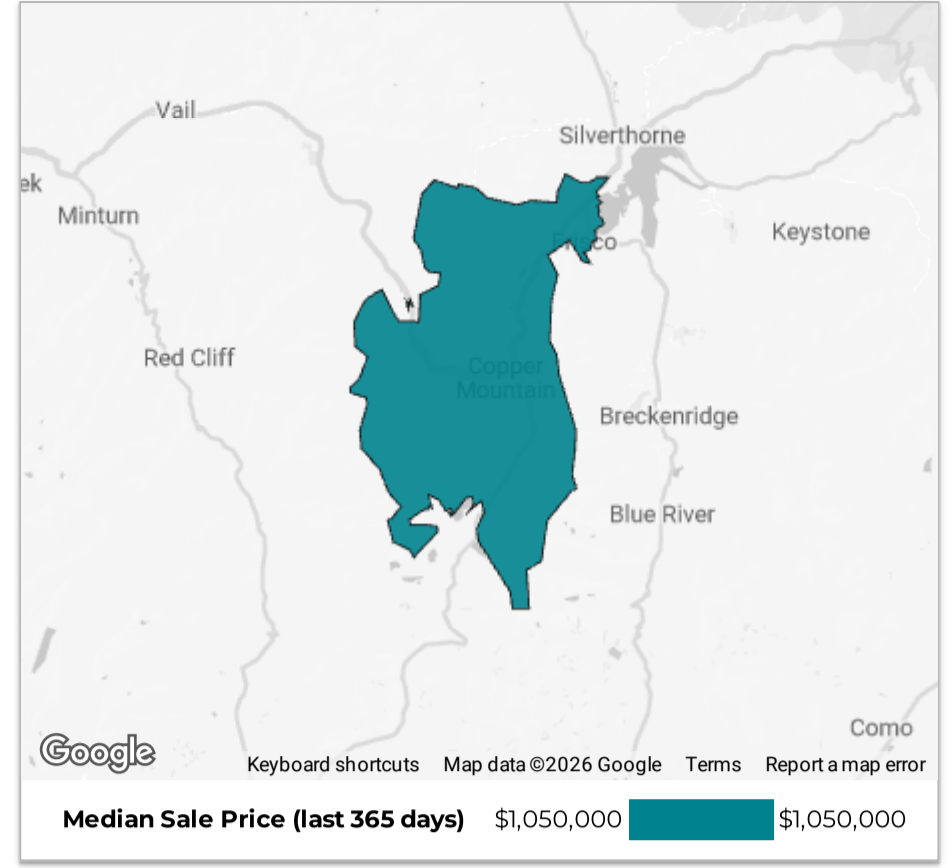 Vail
Silverthorne
ek
Minturn
Keystone
Frisco
Red Cliff
Copper
Mountain
Breckenridge
Blue River
Como
Google
Keyboard shortcuts Map data ©2026 Google Terms Report a map error
Median Sale Price (last 365 days) $1,050,000 $1,050,000